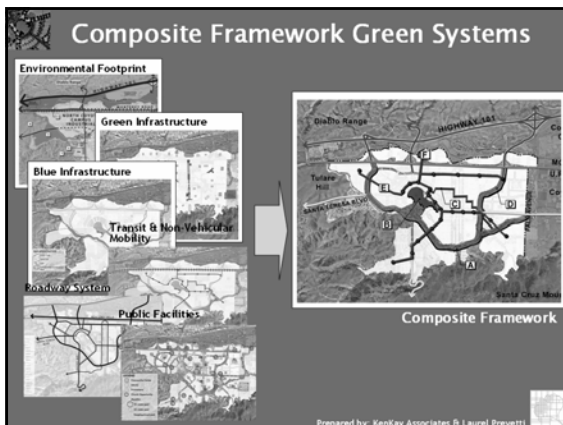 Composite Framework Green Systems
Environmental Footprint
Diablo Range
Green Infrastructure
Blue Infrastructure
Transit & Non-Vehicular
Mobility
Roadway System
Public Facilities
Diablo Range
HIGHWAY 101
Tulare
Hill
SANTA TERESA BLVD
F
E
C
D
B
A
Santa Cruz Mou
Composite Framework
Prepared by: KenKay Associates & Laurel Prevetti